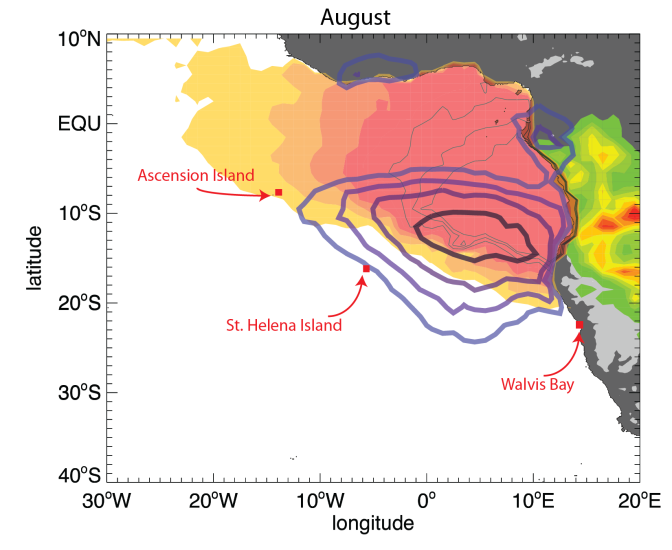 August
10°N
EQU
10°S
20°S
30°S
40°S
latitude
Ascension Island
St. Helena Island
Walvis Bay
30°W
20°W
10°W
0°
10°E
20°E
longitude